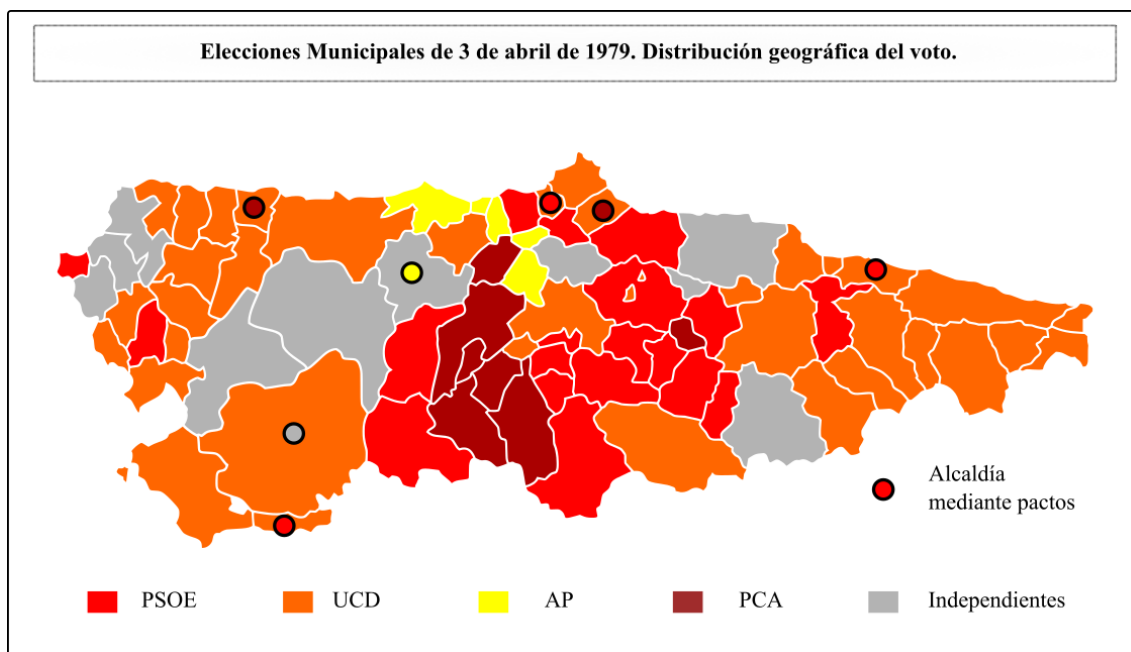 Elecciones Municipales de 3 de abril de 1979. Distribución geográfica del voto.
Alcaldía
mediante pactos
PSOE
UCD
AP
PCA
Independientes